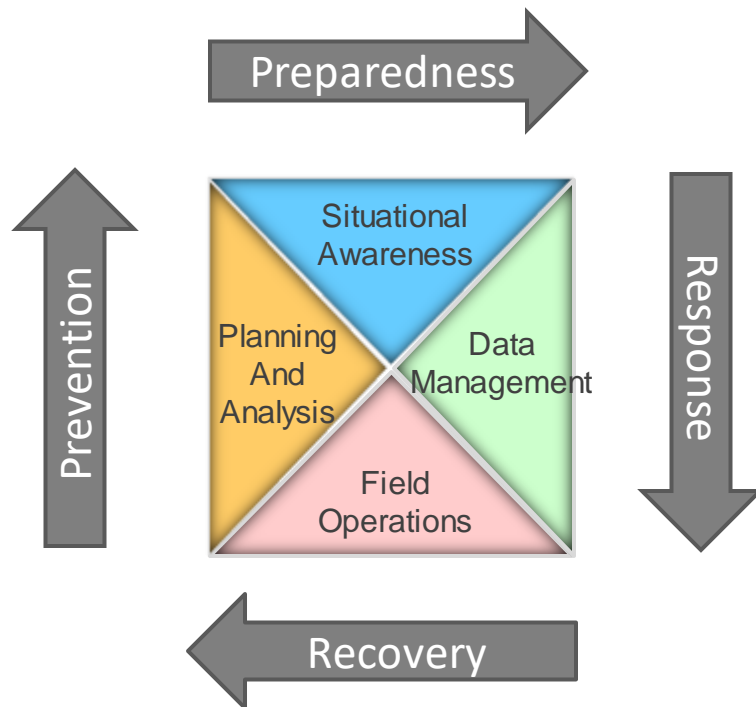 Preparedness
Situational
Awareness
Prevention
Planning
And
Analysis
Data
Management
Response
Field
Operations
Recovery